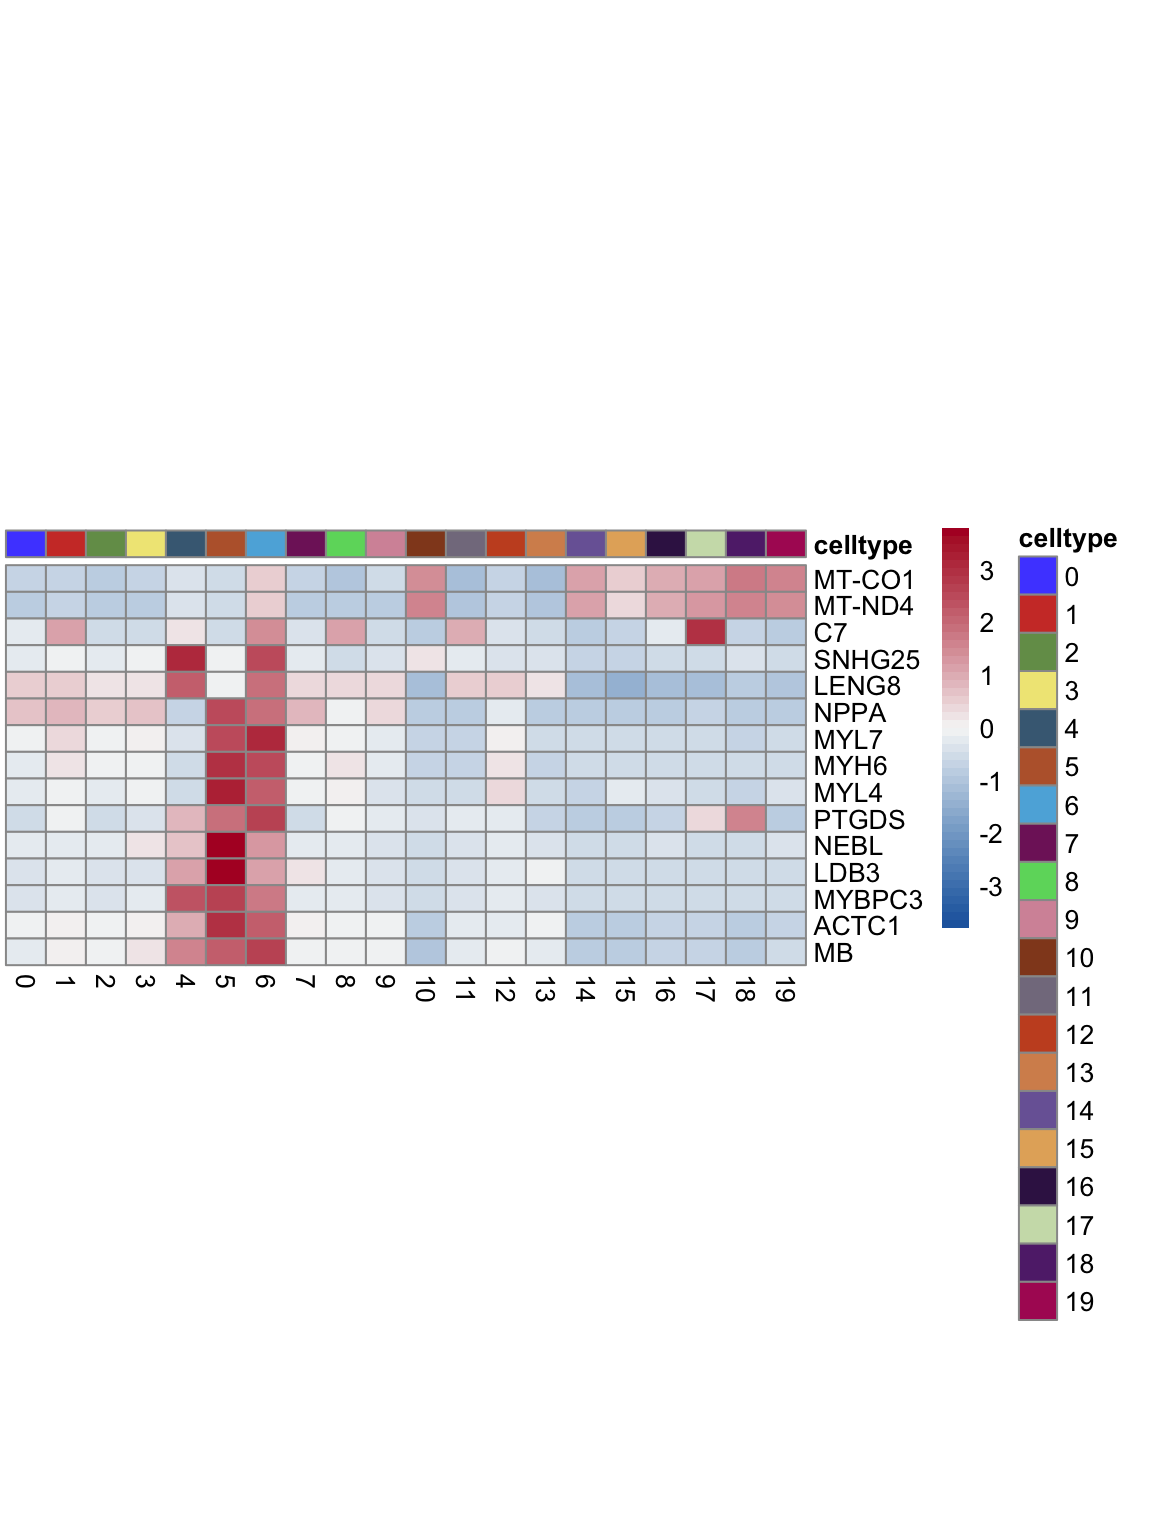 celltype
MT-CO1
MT-ND4
C7
SNHG25
LENG8
NPPA
MYL7
MYH6
MYL4
PTGDS
NEBL
LDB3
MYBPC3
ACTC1
MB
0 1 2 3 4 5 6 7 8 9 10 11 12 13 14 15 16 17 18 19
3
2
1
0
-1
-2
-3
celltype
0
1
2
3
4
5
6
7
8
9
10
11
12
13
14
15
16
17
18
19